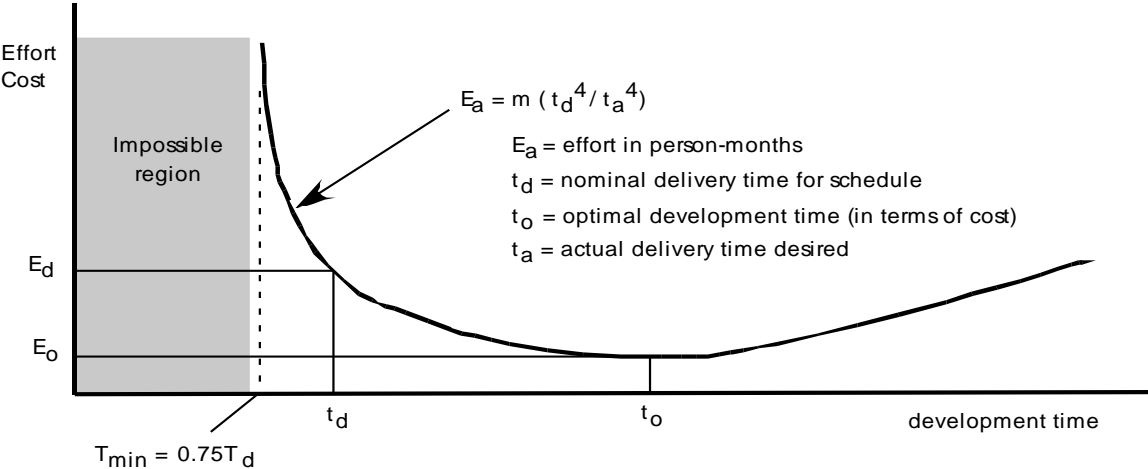 Effort
Cost
Impossible
region
Ea = m ( td4 / ta4)
Ea = effort in person-months
td = nominal delivery time for schedule
to = optimal development time (in terms of cost)
ta = actual delivery time desired
Ed
Eo
td
to
development time
Tmin = 0.75Td